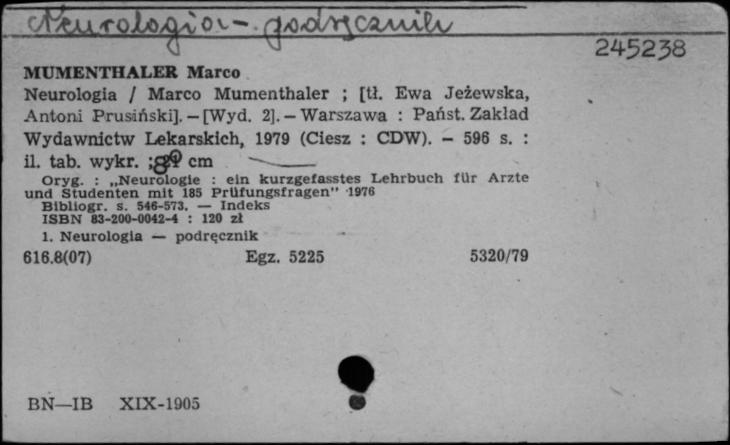 Neurologia - podręcznik
245238
MUMENTHALER Marco
Neurologia / Marco Mumenthaler ; [tł. Ewa Jeżewska,
Antoni Prusiński]. — [Wyd. 2]. — Warszawa : Państ. Zakład
Wydawnictw Lekarskich, 1979 (Ciesz : CDW). — 596 s. :
il. tab. wykr. ; cm
Oryg. : „Neurologie : ein kurzgefasstes Lehrbuch für Arzte
und Studenten mit 185 Prüfungsfragen" 1976
Bibliogr. s. 546-573. — Indeks
ISBN 83-200-0042-4 : 120 zł
1. Neurologia — podręcznik
616.8(07) Egz. 5225 5320/79
BN—IB XIX-1905